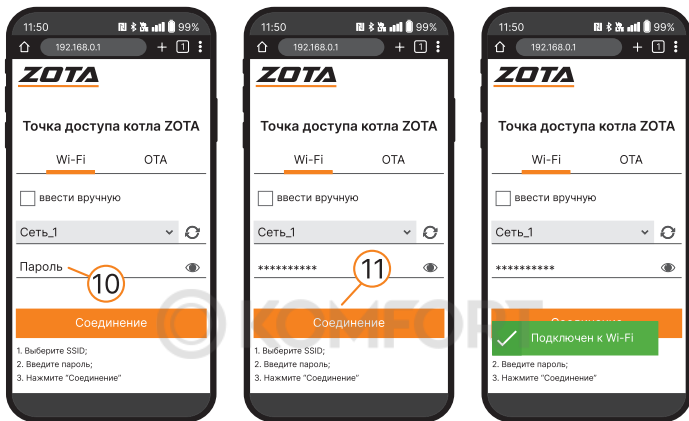 11:50 99%
192.168.0.1 + 1
ZOTA
Точка доступа котла ZOTA
Wi-Fi OTA
ввести вручную
Сеть_1
Пароль
10
Соединение
1. Выберите SSID;
2. Введите пароль;
3. Нажмите "Соединение"
11:50 99%
192.168.0.1 + 1
ZOTA
Точка доступа котла ZOTA
Wi-Fi OTA
ввести вручную
Сеть_1
**********
11
Соединение
1. Выберите SSID;
2. Введите пароль;
3. Нажмите "Соединение"
11:50 99%
192.168.0.1 + 1
ZOTA
Точка доступа котла ZOTA
Wi-Fi OTA
ввести вручную
Сеть_1
**********
Подключен к Wi-Fi
2. Введите пароль;
3. Нажмите "Соединение"
© KOMFORT